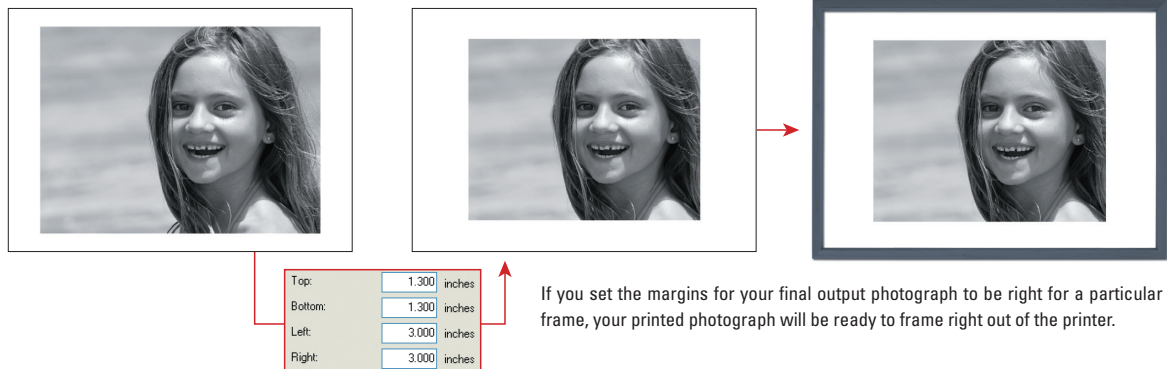 Top: 1.300 inches
Bottom: 1.300 inches
Left: 3.000 inches
Right: 3.000 inches
If you set the margins for your final output photograph to be right for a particular
frame, your printed photograph will be ready to frame right out of the printer.